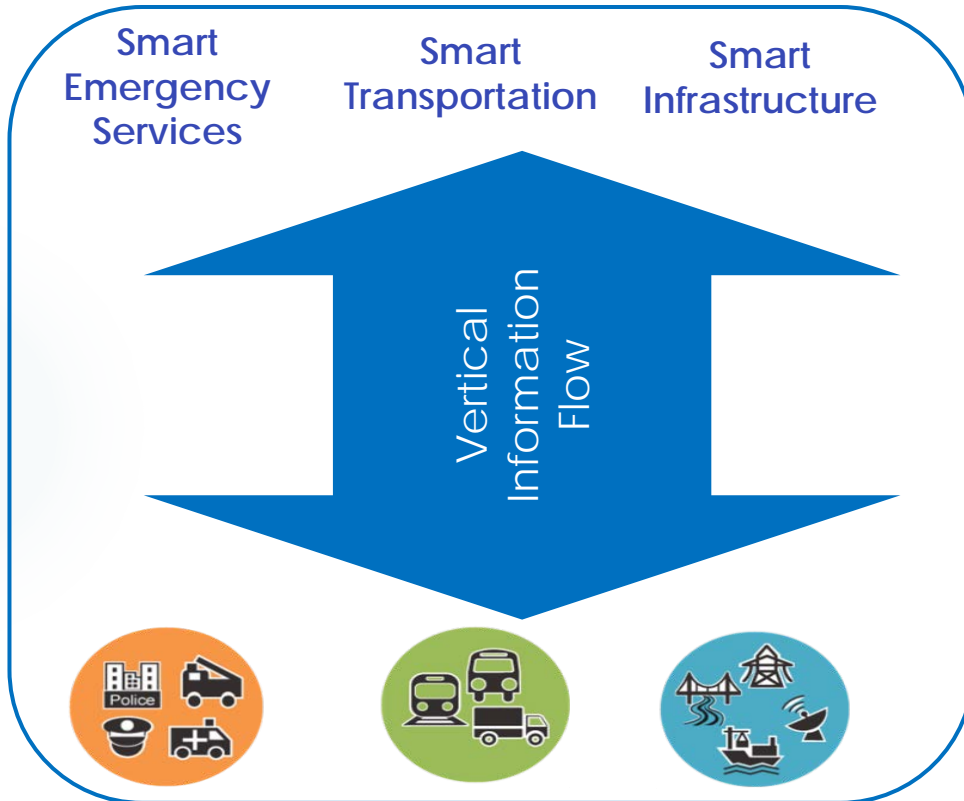 Smart
Emergency
Services
Smart
Transportation
Smart
Infrastructure
Vertical
Information
Flow
Police